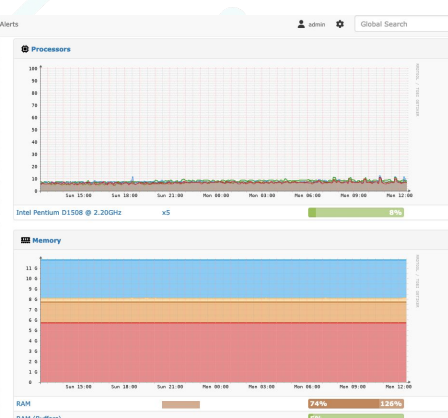 Alerts
admin
Global Search
Processors
100
90
80
70
60
50
40
30
20
10
0
Sun 15:00 Sun 18:00 Sun 21:00 Mon 00:00 Mon 03:00 Mon 06:00 Mon 09:00 Mon 12:00
Intel Pentium D1508 @ 2.20GHz x5 8%
Memory
11 G
10 G
9 G
8 G
7 G
6 G
5 G
4 G
3 G
2 G
1 G
0
Sun 15:00 Sun 18:00 Sun 21:00 Mon 00:00 Mon 03:00 Mon 06:00 Mon 09:00 Mon 12:00
RAM 74% 126%
RAM (Buffers)